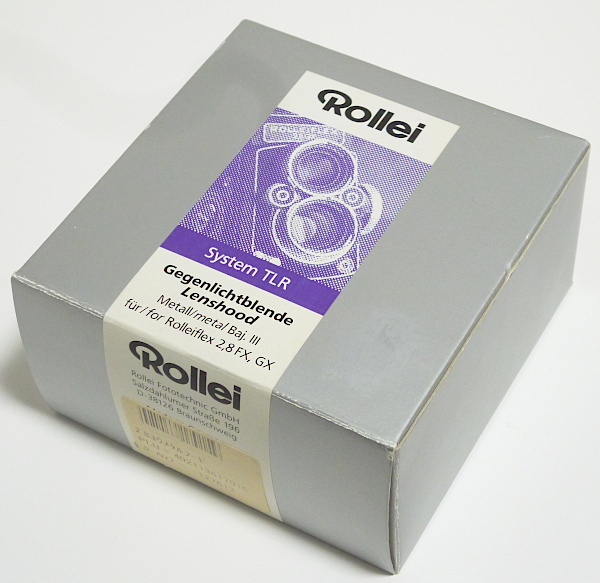 Rollei
ROLLEIFLEX
System TLR
Gegenlichtblende
Lenshood
Metall/metal Baj. III
für/for Rolleiflex 2,8 FX, GX
Rollei
Rollei Fototechnic GmbH
Salzdahlumer straße 196
D-38126 Braunschweig